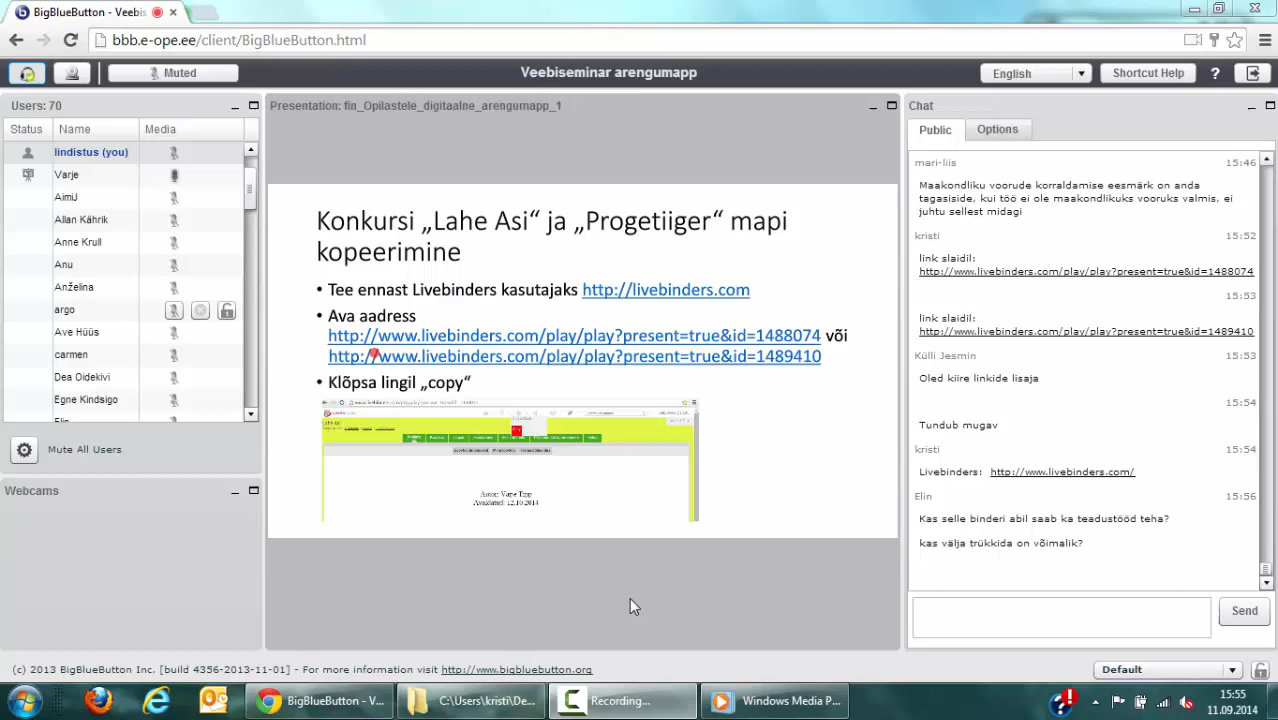 BigBlueButton - Veebis
bbb.e-ope.ee/client/BigBlueButton.html
Muted
Veebiseminar arengumapp
English
Shortcut Help
?
Users: 70
Status Name Media
lindistus (you)
Varje
AimiJ
Allan Kährik
Anne Krull
Anu
Anželina
argo
Ave Hüüs
carmen
Dea Oidekivi
Egne Kindsigo
Mute All Users
Webcams
Presentation: fin_Opilastele_digitaalne_arengumapp_1
Konkursi „Lahe Asi“ ja „Progetiiger“ mapi
kopeerimine
• Tee ennast Livebinders kasutajaks http://livebinders.com
• Ava aadress
http://www.livebinders.com/play/play?present=true&id=1488074 või
http://www.livebinders.com/play/play?present=true&id=1489410
• Klõpsa lingil „copy“
Autor: Varje Tipp
Avaldatud: 12.10.2014
Chat
Public
Options
mari-liis 15:46
Maakondliku voorude korraldamise eesmärk on anda
tagasiside, kui töö ei ole maakondlikuks vooruks valmis, ei
juhtu sellest midagi
kristi 15:52
link slaidil:
http://www.livebinders.com/play/play?present=true&id=1488074
15:53
link slaidil:
http://www.livebinders.com/play/play?present=true&id=1489410
Külli Jesmin 15:53
Oled kiire linkide lisaja
15:54
Tundub mugav
kristi 15:54
Livebinders: http://www.livebinders.com/
Elin 15:56
Kas selle binderi abil saab ka teadustööd teha?
kas välja trükkida on võimalik?
Send
(c) 2013 BigBlueButton Inc. [build 4356-2013-11-01] - For more information visit http://www.bigbluebutton.org
Default
BigBlueButton - V...
C:\Users\kristi\De...
Recording...
Windows Media P...
15:55
11.09.2014